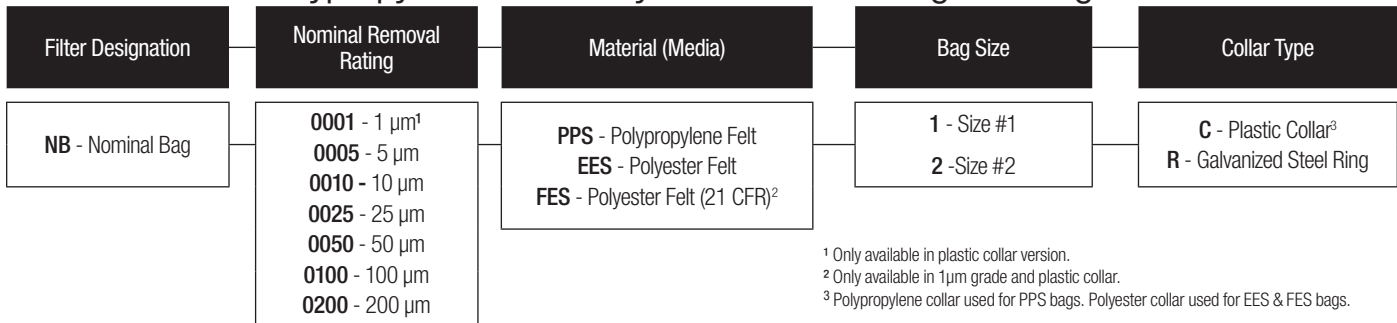 Filter Designation
Nominal Removal
Rating
Material (Media)
Bag Size
Collar Type
NB - Nominal Bag
0001 - 1 µm¹
0005 - 5 µm
0010 - 10 µm
0025 - 25 µm
0050 - 50 µm
0100 - 100 µm
0200 - 200 µm
PPS - Polypropylene Felt
EES - Polyester Felt
FES - Polyester Felt (21 CFR)²
1 - Size #1
2 -Size #2
C - Plastic Collar³
R - Galvanized Steel Ring
¹ Only available in plastic collar version.
² Only available in 1µm grade and plastic collar.
³ Polypropylene collar used for PPS bags. Polyester collar used for EES & FES bags.